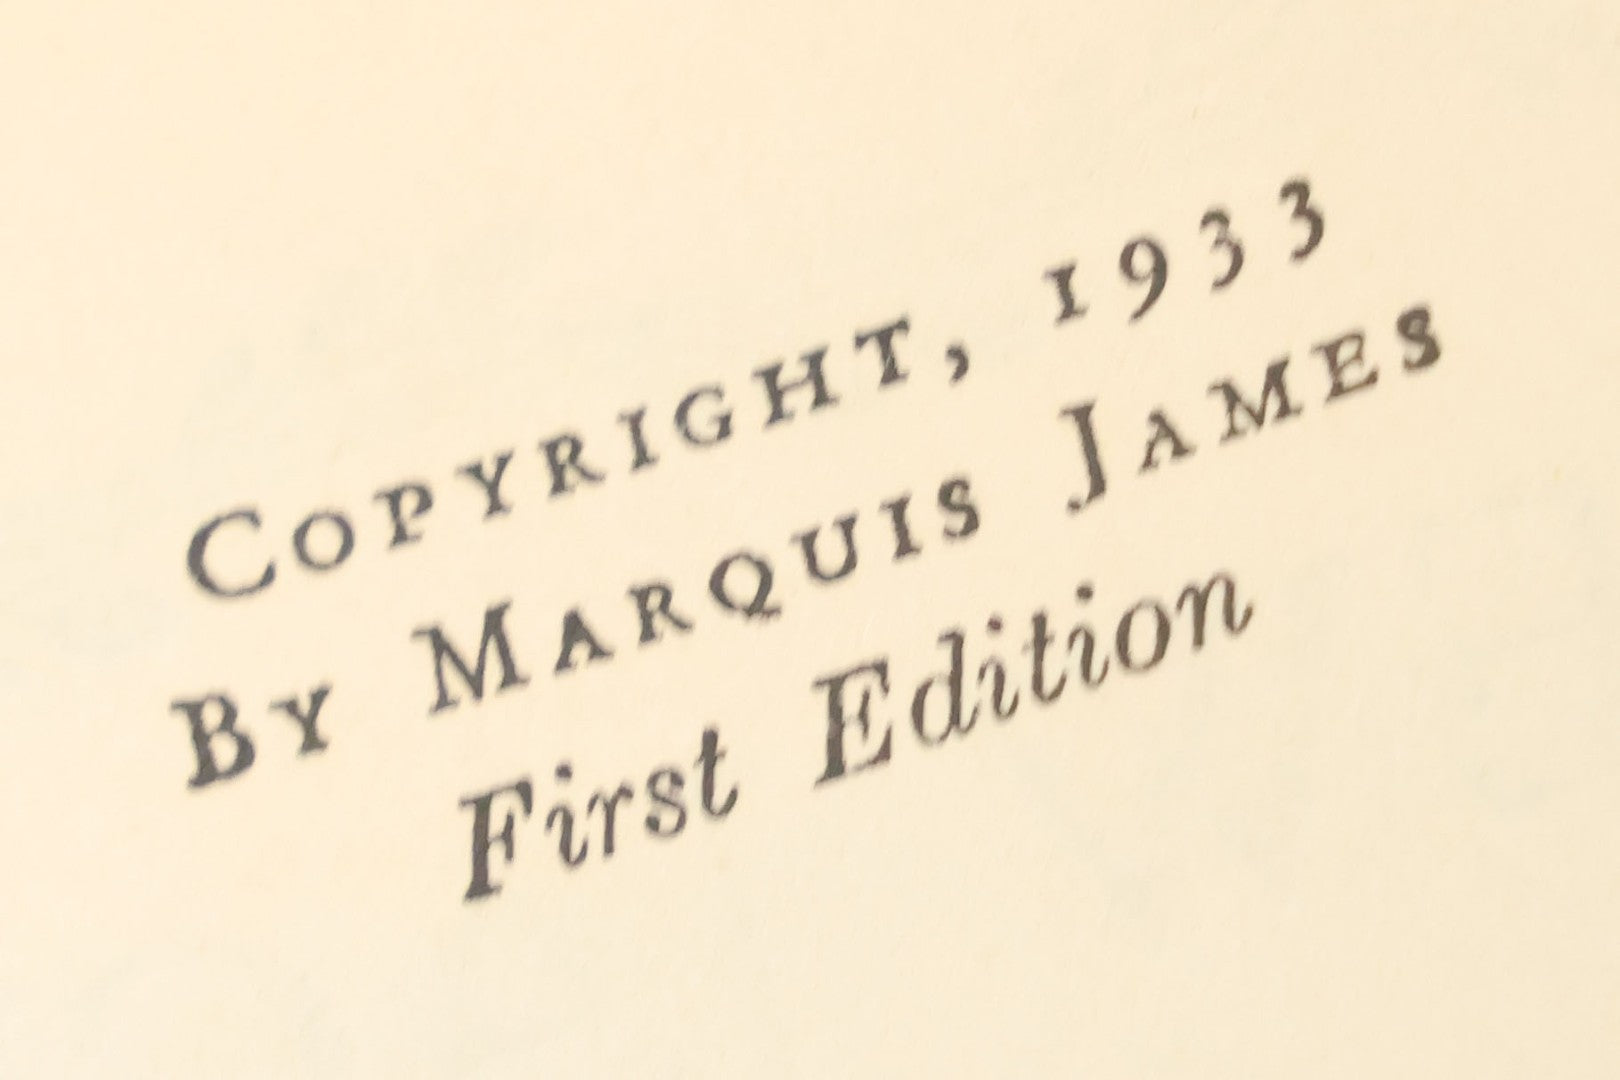 Copyright, 1933
By Marquis James
First Edition